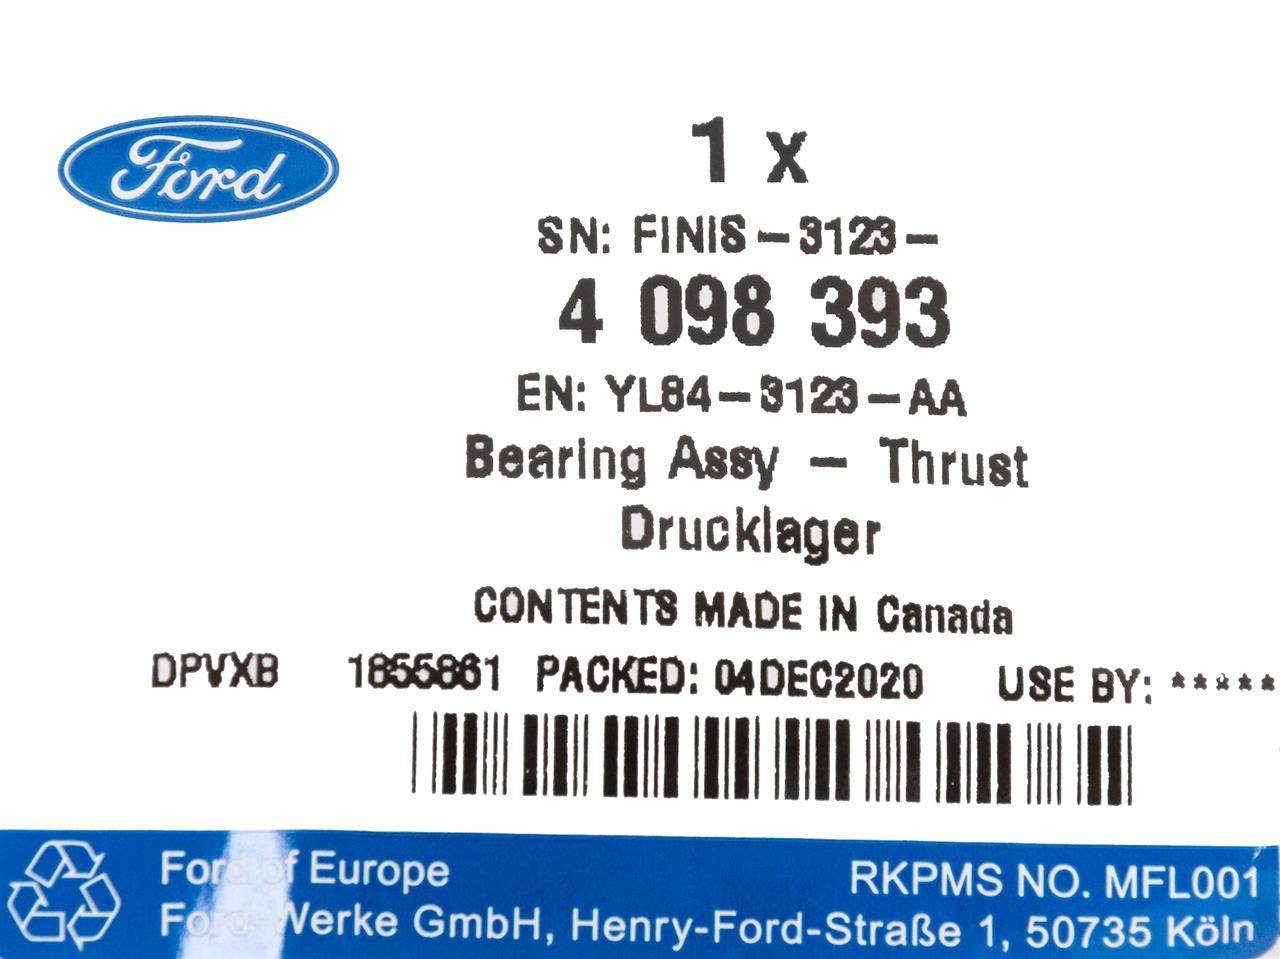 Ford
1 x
SN: FINIS-3123-
4 098 393
EN: YL84-3123-AA
Bearing Assy - Thrust
Drucklager
CONTENTS MADE IN Canada
DPVXB 1855861 PACKED: 04DEC2020 USE BY: *****
Ford of Europe RKPMS NO. MFL001
Ford-Werke GmbH, Henry-Ford-Straße 1, 50735 Köln